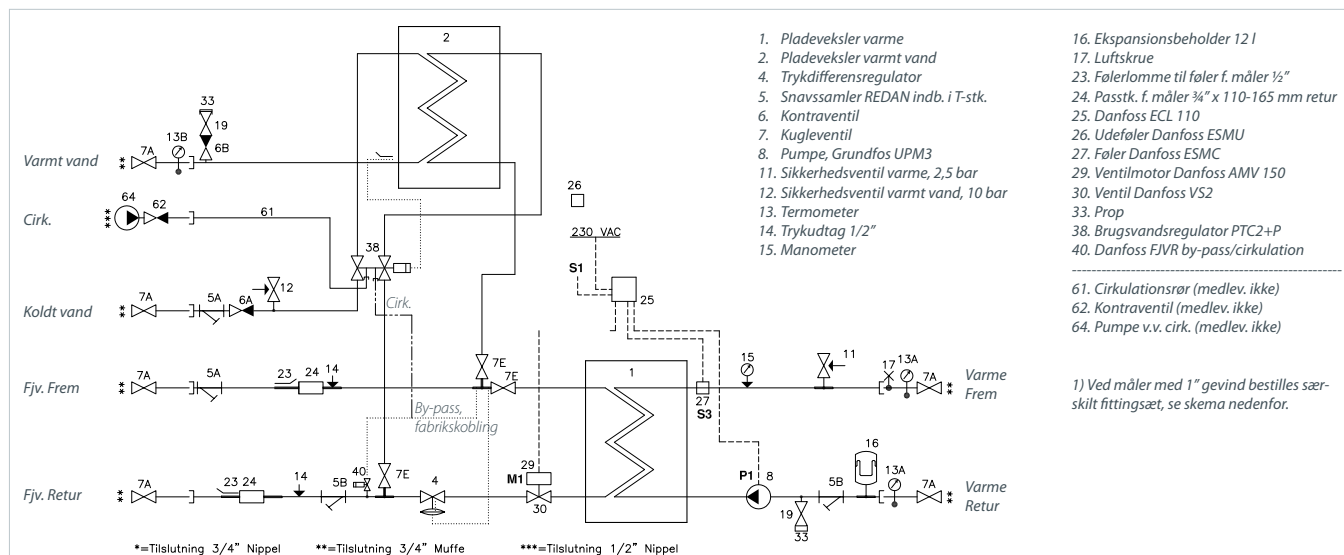 2
33
19
13B
7A
6B
Varmt vand
**
64
62
61
Cirk.
***
26
230 VAC
S1
25
38
12
7A
5A
6A
Koldt vand
**
Cirk.
7E
7E
7A
5A
23
24
14
Fjv. Frem
**
By-pass,
fabrikskobling
1
15
11
17
13A
7A
27
S3
**
Varme
Frem
7A
23
24
14
5B
40
7E
4
29
M1
30
Fjv. Retur
**
P1
8
19
33
5B
16
13A
7A
**
Varme
Retur
*=Tilslutning 3/4" Nippel
**=Tilslutning 3/4" Muffe
***=Tilslutning 1/2" Nippel
1. Pladeveksler varme
2. Pladeveksler varmt vand
4. Trykdifferensregulator
5. Snavssamler REDAN indb. i T-stk.
6. Kontraventil
7. Kugleventil
8. Pumpe, Grundfos UPM3
11. Sikkerhedsventil varme, 2,5 bar
12. Sikkerhedsventil varmt vand, 10 bar
13. Termometer
14. Trykudtag 1/2"
15. Manometer
16. Ekspansionsbeholder 12 l
17. Luftskrue
23. Følerlomme til føler f. måler ½"
24. Passtk. f. måler ¾" x 110-165 mm retur
25. Danfoss ECL 110
26. Udeføler Danfoss ESMU
27. Føler Danfoss ESMC
29. Ventilmotor Danfoss AMV 150
30. Ventil Danfoss VS2
33. Prop
38. Brugsvandsregulator PTC2+P
40. Danfoss FJVR by-pass/cirkulation
61. Cirkulationsrør (medlev. ikke)
62. Kontraventil (medlev. ikke)
64. Pumpe v.v. cirk. (medlev. ikke)
1) Ved måler med 1" gevind bestilles sær-
skilt fittingsæt, se skema nedenfor.